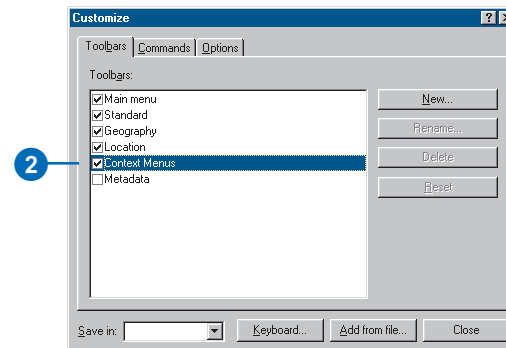 Customize
Toolbars Commands Options
Toolbars:
Main menu
Standard
Geography
Location
Context Menus
Metadata
New...
Rename...
Delete
Reset
2
Save in:
Keyboard...
Add from file...
Close